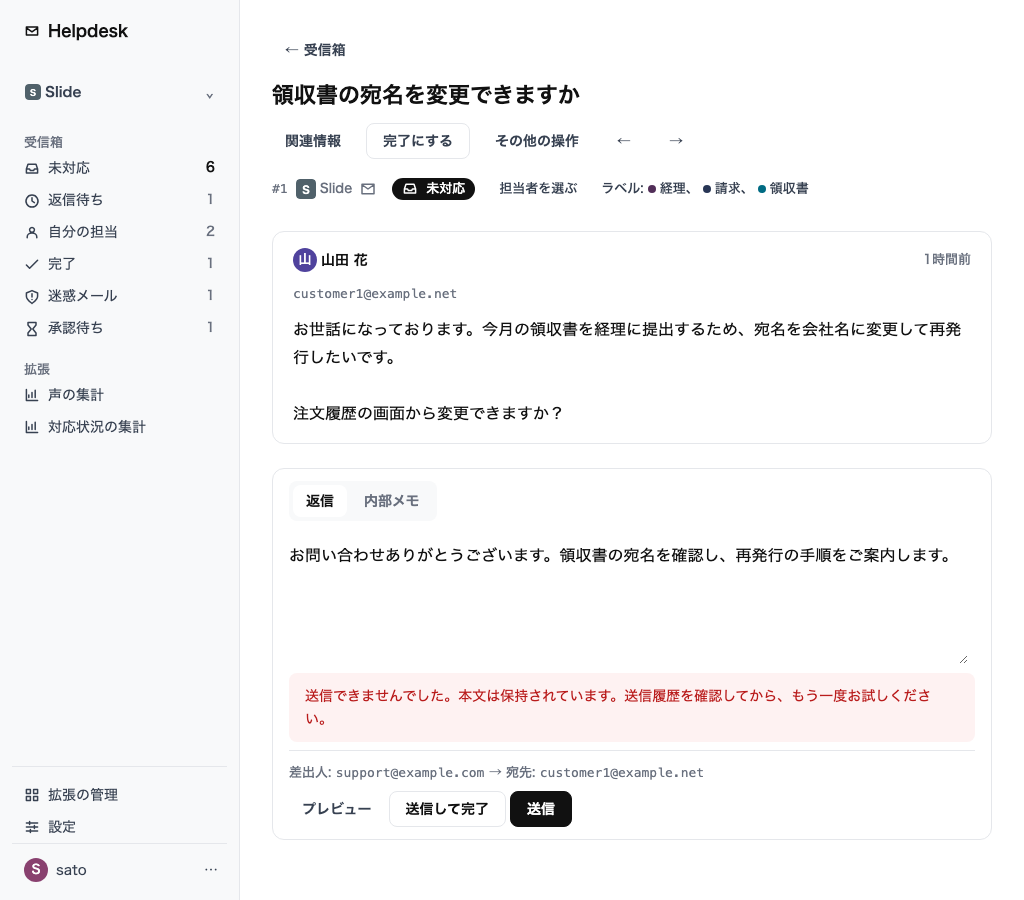 Helpdesk
S Slide
受信箱
未対応 6
返信待ち 1
自分の担当 2
完了 1
迷惑メール 1
承認待ち 1
拡張
声の集計
対応状況の集計
拡張の管理
設定
S sato ...
← 受信箱
領収書の宛名を変更できますか
関連情報 完了にする その他の操作 ← →
#1 S Slide 未対応 担当者を選ぶ ラベル: 経理、 請求、 領収書
山 山田 花 1時間前
customer1@example.net
お世話になっております。今月の領収書を経理に提出するため、宛名を会社名に変更して再発
行したいです。
注文履歴の画面から変更できますか？
返信 内部メモ
お問い合わせありがとうございます。領収書の宛名を確認し、再発行の手順をご案内します。
送信できませんでした。本文は保持されています。送信履歴を確認してから、もう一度お試しくださ
い。
差出人: support@example.com → 宛先: customer1@example.net
プレビュー 送信して完了 送信